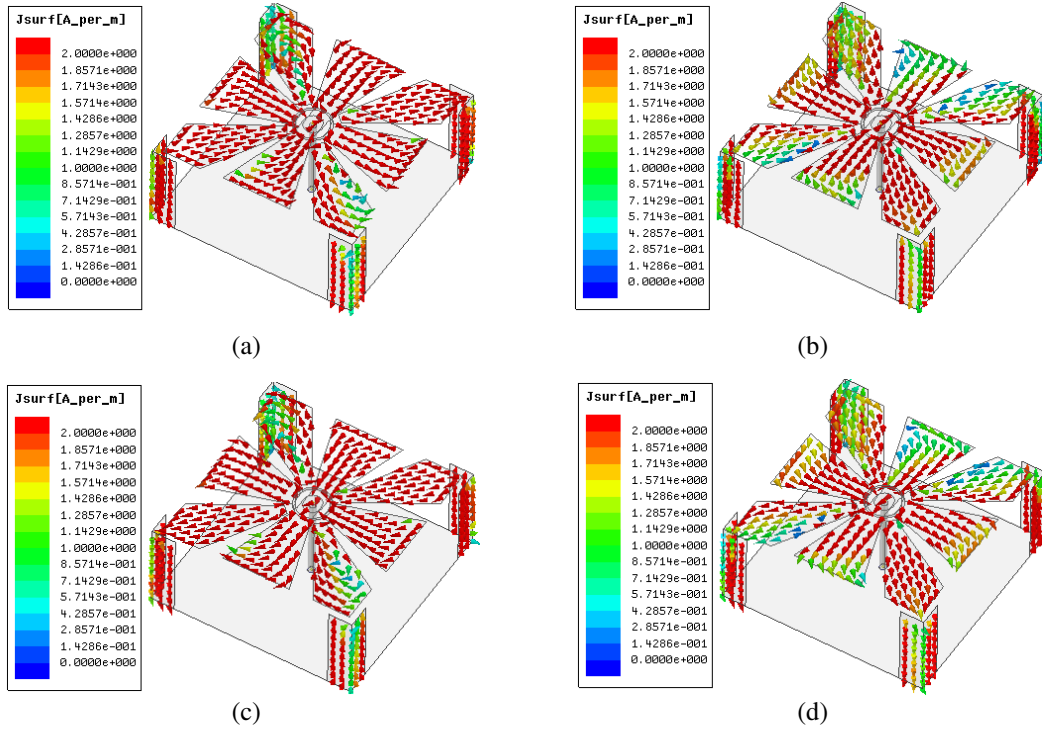 Jsurf[A_per_m]
2.0000e+000
1.8571e+000
1.7143e+000
1.5714e+000
1.4286e+000
1.2857e+000
1.1429e+000
1.0000e+000
8.5714e-001
7.1429e-001
5.7143e-001
4.2857e-001
2.8571e-001
1.4286e-001
0.0000e+000
(a)
Jsurf[A_per_m]
2.0000e+000
1.8571e+000
1.7143e+000
1.5714e+000
1.4286e+000
1.2857e+000
1.1429e+000
1.0000e+000
8.5714e-001
7.1429e-001
5.7143e-001
4.2857e-001
2.8571e-001
1.4286e-001
0.0000e+000
(b)
Jsurf[A_per_m]
2.0000e+000
1.8571e+000
1.7143e+000
1.5714e+000
1.4286e+000
1.2857e+000
1.1429e+000
1.0000e+000
8.5714e-001
7.1429e-001
5.7143e-001
4.2857e-001
2.8571e-001
1.4286e-001
0.0000e+000
(c)
Jsurf[A_per_m]
2.0000e+000
1.8571e+000
1.7143e+000
1.5714e+000
1.4286e+000
1.2857e+000
1.1429e+000
1.0000e+000
8.5714e-001
7.1429e-001
5.7143e-001
4.2857e-001
2.8571e-001
1.4286e-001
0.0000e+000
(d)